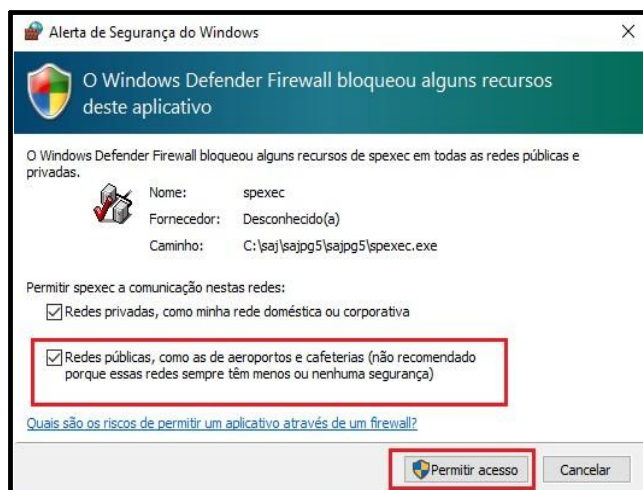 Alerta de Segurança do Windows
O Windows Defender Firewall bloqueou alguns recursos
deste aplicativo
O Windows Defender Firewall bloqueou alguns recursos de spexec em todas as redes públicas e
privadas.
Nome: spexec
Fornecedor: Desconhecido(a)
Caminho: C:\saj\sajpg5\sajpg5\spexec.exe
Permitir spexec a comunicação nestas redes:
Redes privadas, como minha rede doméstica ou corporativa
Redes públicas, como as de aeroportos e cafeterias (não recomendado
porque essas redes sempre têm menos ou nenhuma segurança)
Quais são os riscos de permitir um aplicativo através de um firewall?
Permitir acesso Cancelar